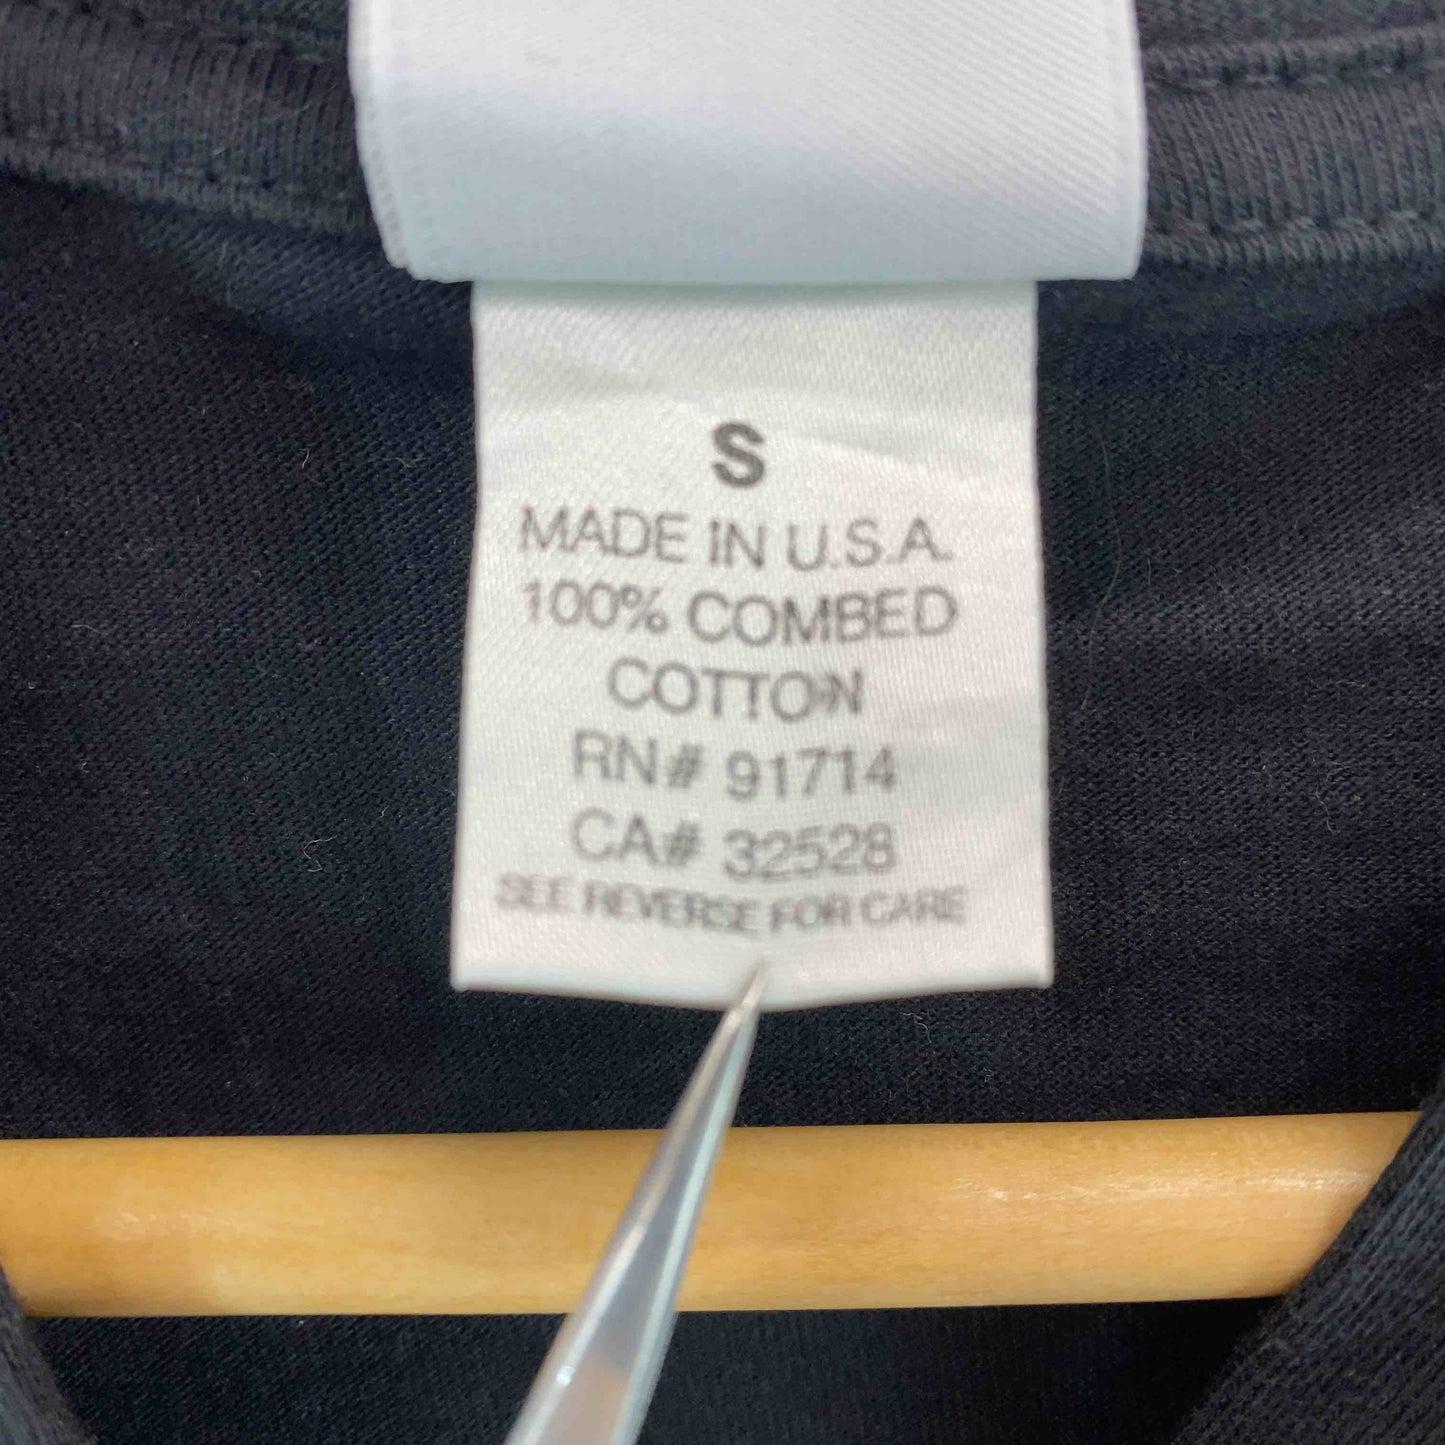 S
MADE IN U.S.A.
100% COMBED
COTTON
RN# 91714
CA# 32528
SEE REVERSE FOR CARE